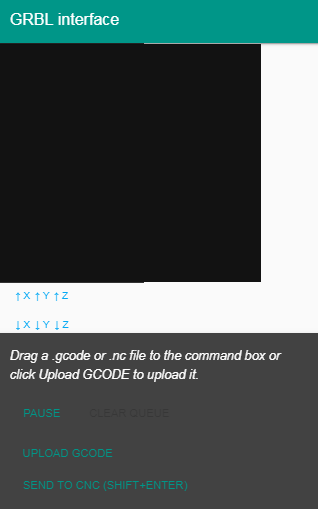 GRBL interface
↑X ↑Y ↑Z
↓X ↓Y ↓Z
Drag a .gcode or .nc file to the command box or
click Upload GCODE to upload it.
PAUSE CLEAR QUEUE
UPLOAD GCODE
SEND TO CNC (SHIFT+ENTER)